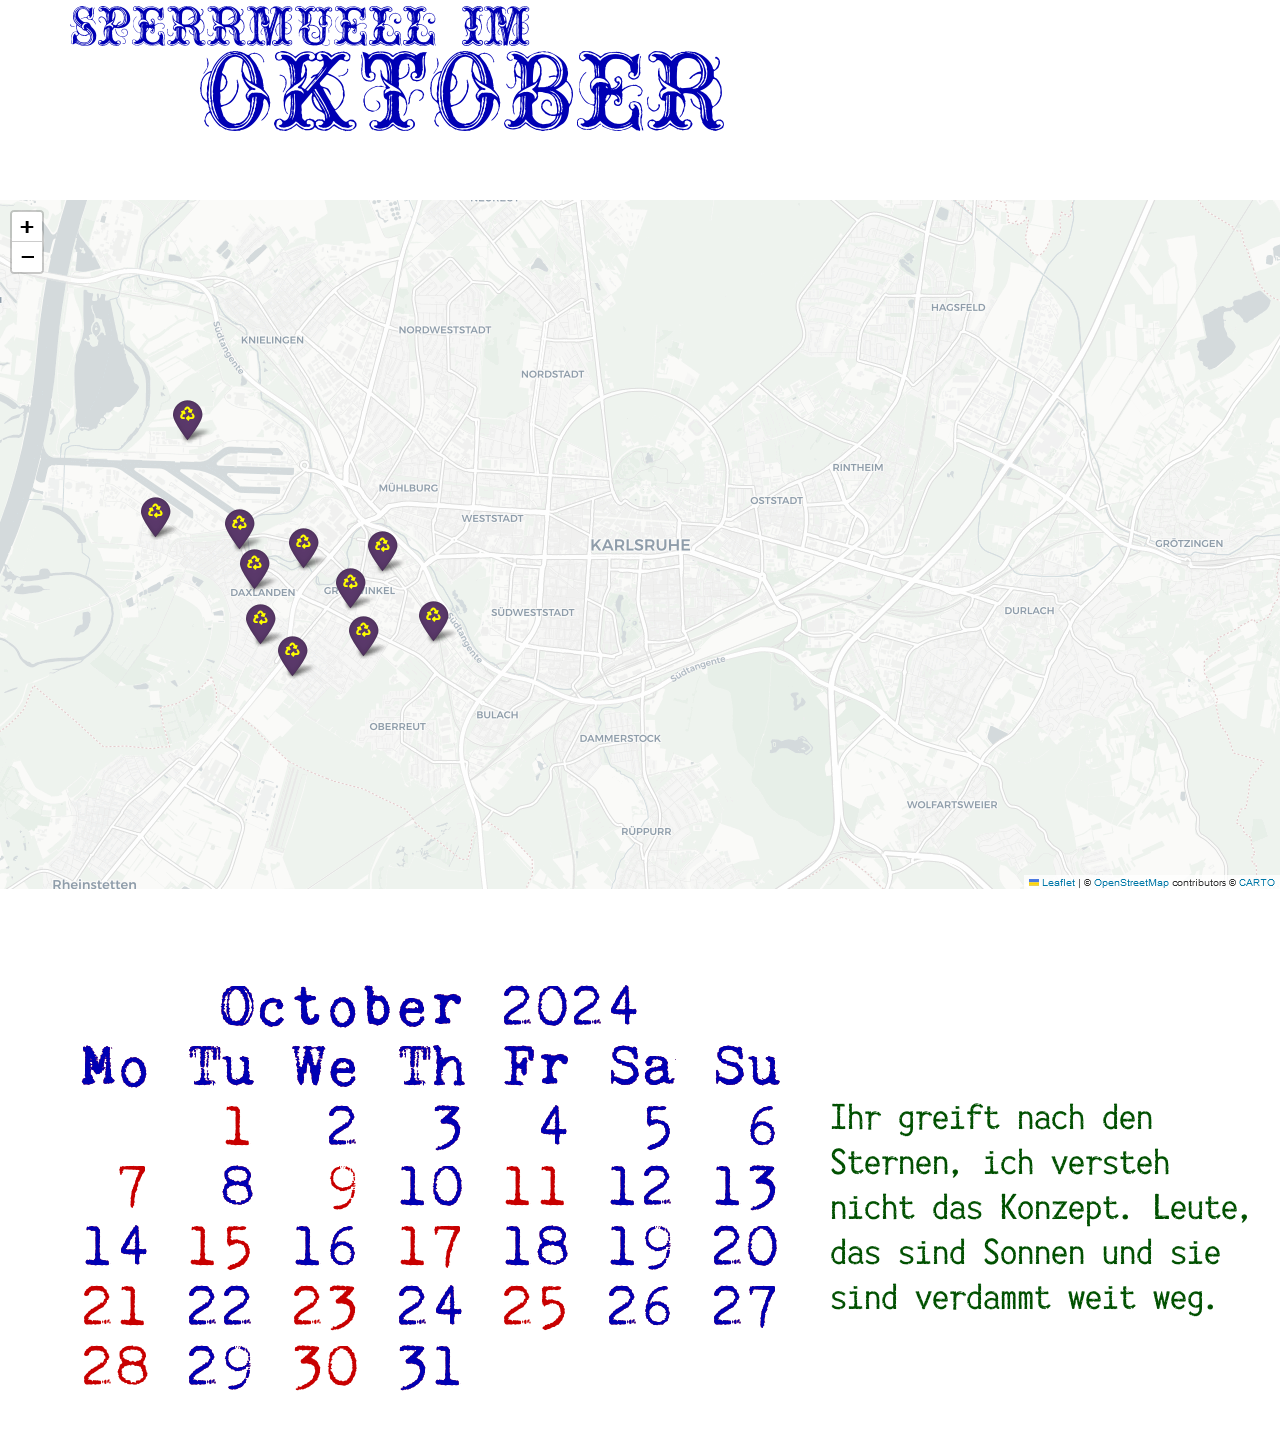 SPERRMUELL IM
OKTOBER
+
−
KNIELINGEN
NORDWESTSTADT
HAGSFELD
Südtangente
NORDSTADT
RINTHEIM
MÜHLBURG
OSTSTADT
WESTSTADT
KARLSRUHE
GRÖTZINGEN
DAXLANDEN
SÜDWESTSTADT
DURLACH
Südtangente
Südtangente
BULACH
OBERREUT
DAMMERSTOCK
WOLFARTSWEIER
RÜPPURR
Rheinstetten
Leaflet | © OpenStreetMap contributors © CARTO
October 2024
Mo Tu We Th Fr Sa Su
1 2 3 4 5 6
7 8 9 10 11 12 13
14 15 16 17 18 19 20
21 22 23 24 25 26 27
28 29 30 31
Ihr greift nach den
Sternen, ich versteh
nicht das Konzept. Leute,
das sind Sonnen und sie
sind verdammt weit weg.